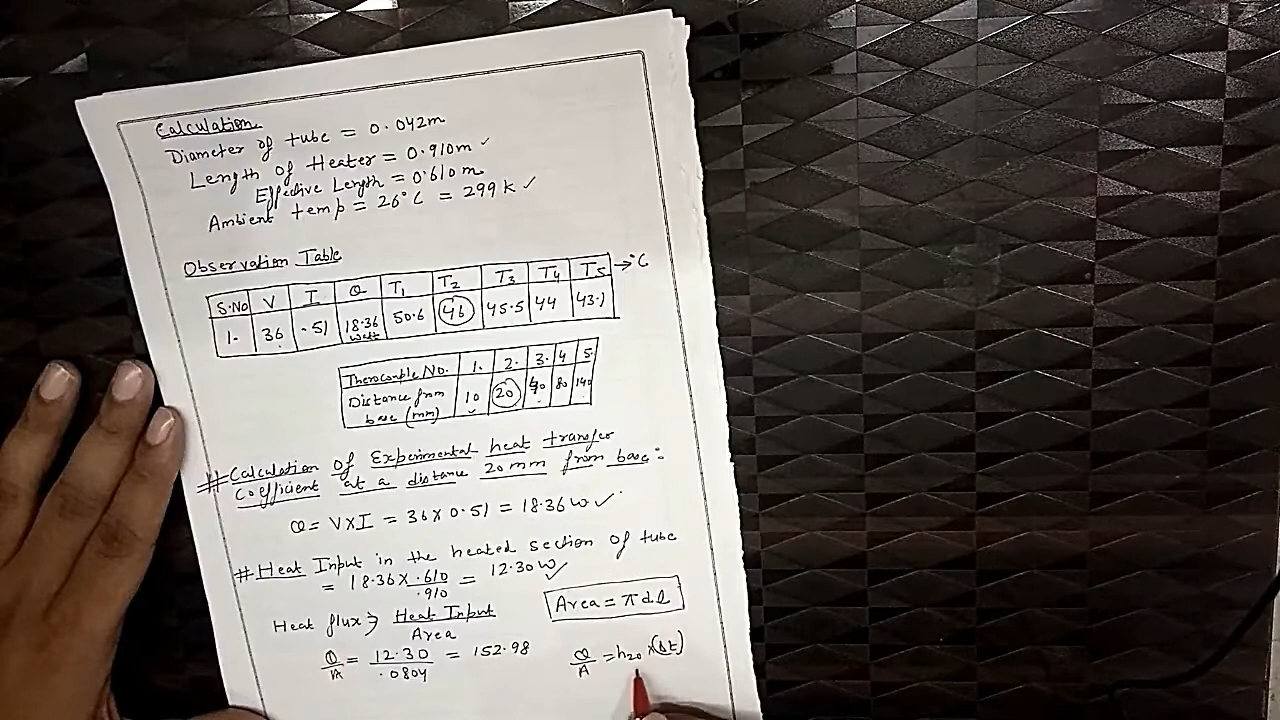 Calculation
Diameter of tube = 0.042m
Length of Heater = 0.910m ✓
Effective Length = 0.610m
Ambient temp = 26°C = 299 k ✓
Observation Table
S.No V I Q T1 T2 T3 T4 T5 → °C
1. 36 .51 18.36 watt 50.6 46 45.5 44 43.1
Therocouple No. 1. 2. 3. 4 5.
Distance from base (mm) 10 20 40 80 140
# Calculation of Experimental heat transfer
Coefficient at a distance 20 mm from base:
Q = V×I = 36 × 0.51 = 18.36 W ✓
# Heat Input in the heated section of tube
= 18.36 × .610/.910 = 12.30 W ✓
Heat flux ⇒ Heat Input/Area
Area = πdl
Q/A = 12.30/.0804 = 152.98
Q/A = h20 × (Δt)